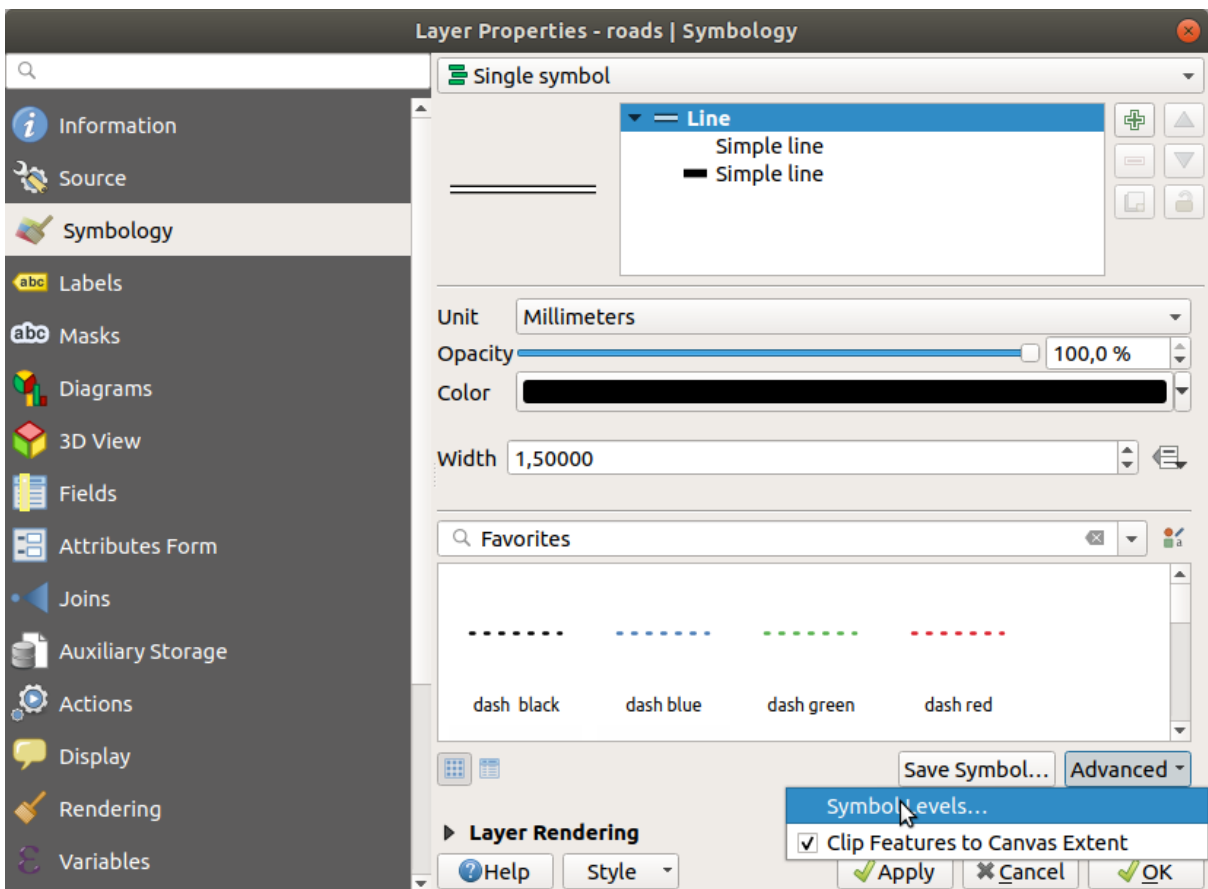 Layer Properties - roads | Symbology
Information
Source
Symbology
abc Labels
abc Masks
Diagrams
3D View
Fields
Attributes Form
Joins
Auxiliary Storage
Actions
Display
Rendering
Variables
Single symbol
Line
Simple line
Simple line
Unit Millimeters
Opacity 100,0 %
Color
Width 1,50000
Favorites
dash black dash blue dash green dash red
Save Symbol... Advanced
Symbol Levels...
Clip Features to Canvas Extent
Layer Rendering
Help Style Apply Cancel OK